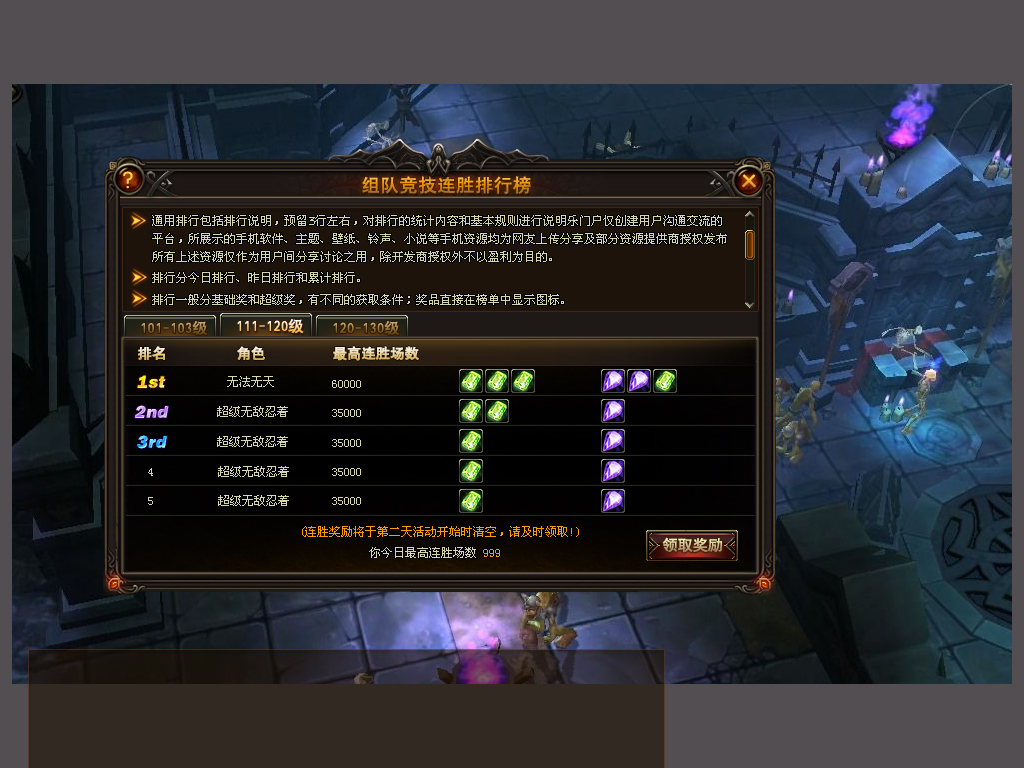 ?
组队竞技连胜排行榜
通用排行包括排行说明，预留3行左右，对排行的统计内容和基本规则进行说明乐门户仅创建用户沟通交流的
平台，所展示的手机软件、主题、壁纸、铃声、小说等手机资源均为网友上传分享及部分资源提供商授权发布
所有上述资源仅作为用户间分享讨论之用，除开发商授权外不以盈利为目的。
排行分今日排行、昨日排行和累计排行。
排行一般分基础奖和超级奖，有不同的获取条件；奖品直接在榜单中显示图标。
101-103级 111-120级 120-130级
排名 角色 最高连胜场数
1st 无法无天 60000
2nd 超级无敌忍着 35000
3rd 超级无敌忍着 35000
4 超级无敌忍着 35000
5 超级无敌忍着 35000
(连胜奖励将于第二天活动开始时清空，请及时领取!)
你今日最高连胜场数 999
领取奖励